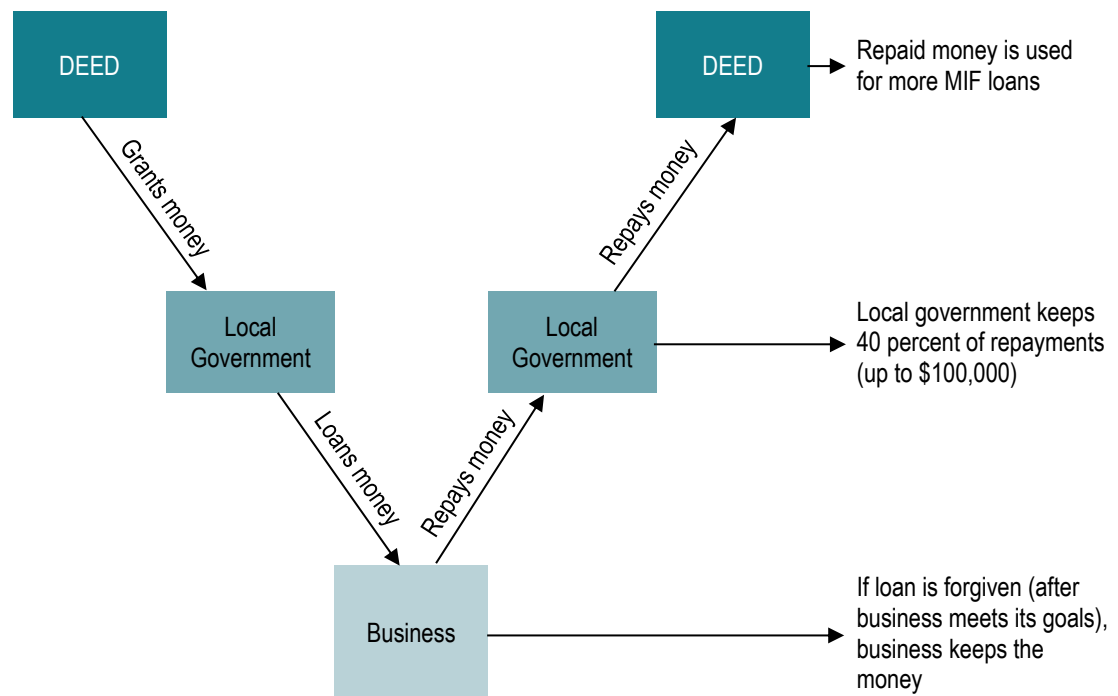 DEED
DEED
Repaid money is used
for more MIF loans
Grants money
Repays money
Local
Government
Local
Government
Local government keeps
40 percent of repayments
(up to $100,000)
Loans money
Repays money
Business
If loan is forgiven (after
business meets its goals),
business keeps the
money